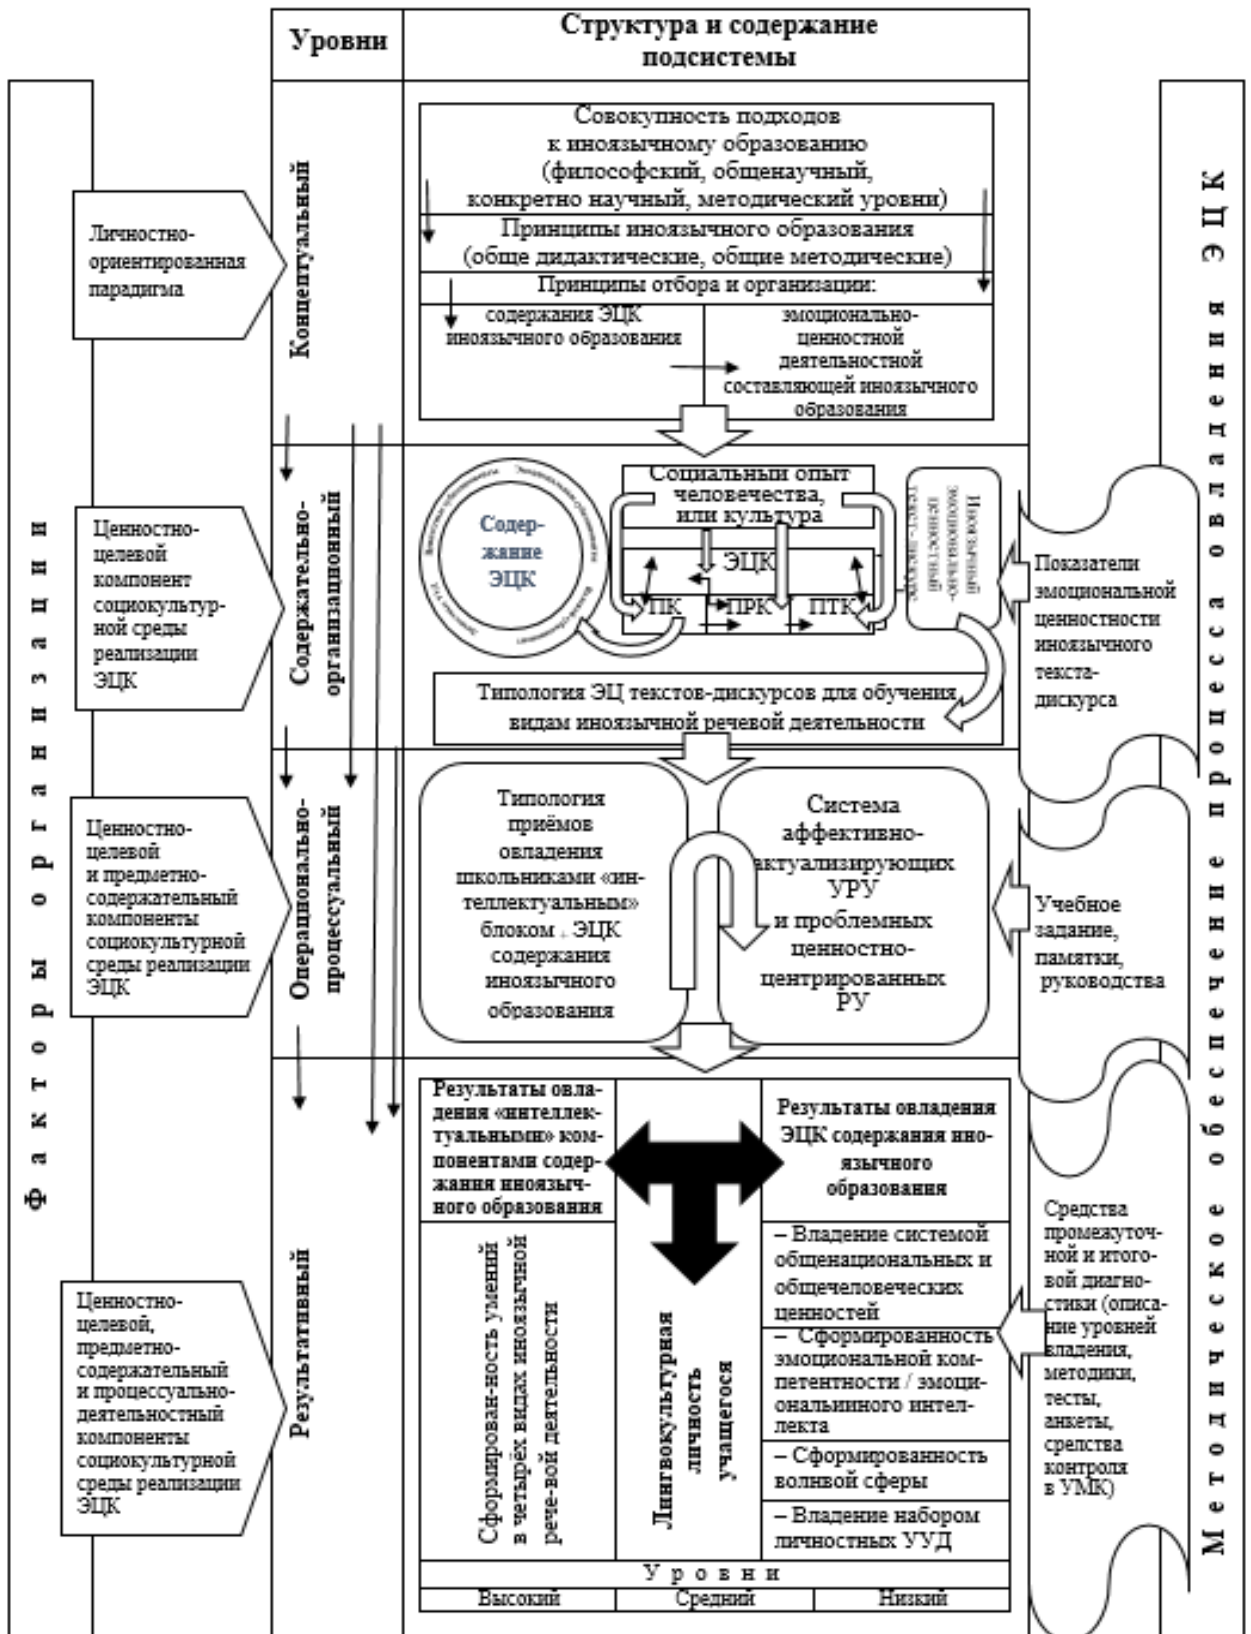 Уровни
Структура и содержание
подсистемы
Факторы организации
Личностно-
ориентированная
парадигма
Ценностно-
целевой
компонент
социокультур-
ной среды
реализации
ЭЦК
Ценностно-
целевой
и предметно-
содержательный
компоненты
социокультурной
среды реализации
ЭЦК
Ценностно-
целевой,
предметно-
содержательный
и процессуально-
деятельностный
компоненты
социокультурной
среды реализации
ЭЦК
Концептуальный
Совокупность подходов
к иноязычному образованию
(философский, общенаучный,
конкретно научный, методический уровни)
Принципы иноязычного образования
(обще дидактические, общие методические)
Принципы отбора и организации:
содержания ЭЦК
иноязычного образования
эмоционально-
ценностной
деятельностной
составляющей иноязычного
образования
Содержательно-
организационный
Содер-
жание
ЭЦК
Социальный опыт
человечества,
или культура
ЭЦК
ПК
ПРК
ПТК
Иноязычный
эмоционально-
ценностный
текст-дискурс
Типология ЭЦ текстов-дискурсов для обучения
видам иноязычной речевой деятельности
Операционально-
процессуальный
Типология
приёмов
овладения
школьниками «ин-
теллектуальным»
блоком + ЭЦК
содержания
иноязычного
образования
Система
аффективно-
актуализирующих
УРУ
и проблемных
ценностно-
центрированных
РУ
Результативный
Результаты овла-
дения «интеллек-
туальными» ком-
понентами содер-
жания иноязыч-
ного образования
Сформирован-ность умений
в четырёх видах иноязычной
рече-вой деятельности
Лингвокультурная
личность
учащегося
Результаты овладения
ЭЦК содержания ино-
язычного
образования
– Владение системой
общенациональных и
общечеловеческих
ценностей
– Сформированность
эмоциональной ком-
петентности / эмоци-
ональиного интел-
лекта
– Сформированность
волнвой сферы
– Владение набором
личностных УУД
Уровни
Высокий
Средний
Низкий
Показатели
эмоциональной
ценностности
иноязычного
текста-
дискурса
Учебное
задание,
памятки,
руководства
Средства
промежуточ-
ной и итого-
вой диагно-
стики (описа-
ние уровней
владения,
методики,
тесты,
анкеты,
срелства
контроля
в УМК)
Методическое обеспечение процесса овладения ЭЦК